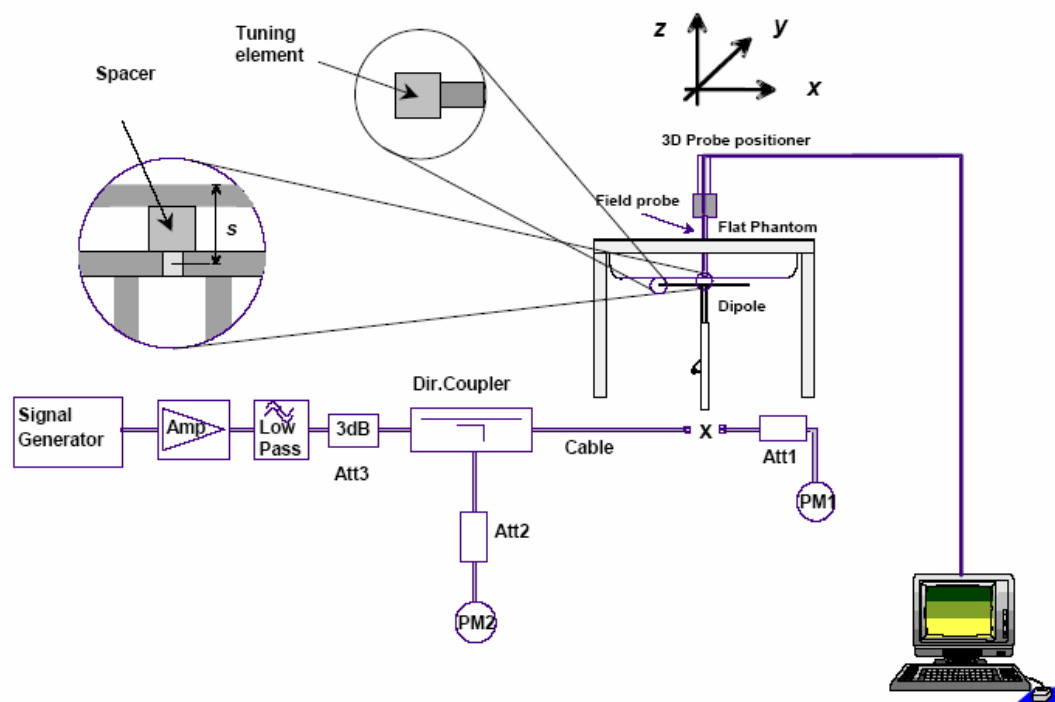 Tuning
element
Spacer
z
y
x
3D Probe positioner
Field probe
s
Flat Phantom
Dipole
Dir.Coupler
Signal
Generator
Amp
Low
Pass
3dB
Att3
Cable
X
Att1
PM1
Att2
PM2